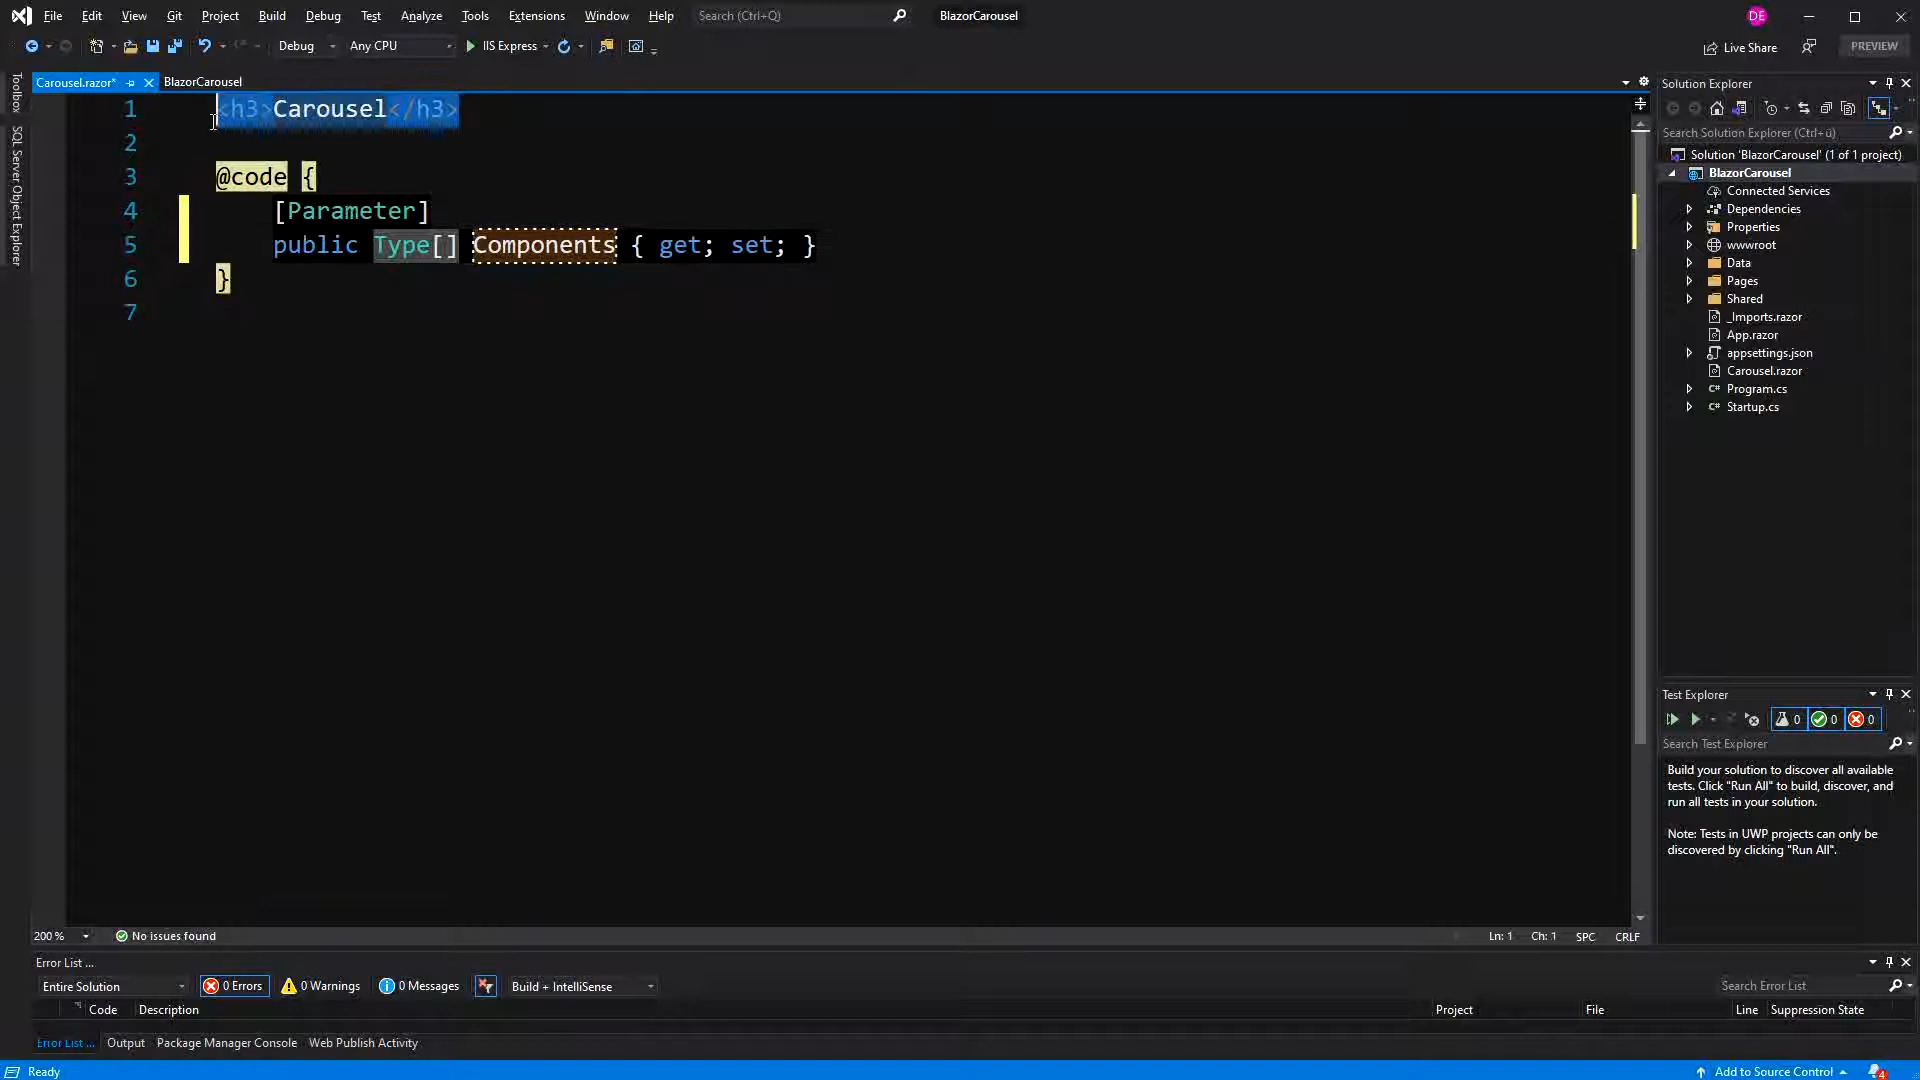 File Edit View Git Project Build Debug Test Analyze Tools Extensions Window Help Search (Ctrl+Q) BlazorCarousel DE
Debug Any CPU IIS Express Live Share PREVIEW
Carousel.razor* BlazorCarousel
Toolbox
SQL Server Object Explorer
1 <h3>Carousel</h3>
2
3 @code {
4 [Parameter]
5 public Type[] Components { get; set; }
6 }
7
200 % No issues found Ln: 1 Ch: 1 SPC CRLF
Solution Explorer
Search Solution Explorer (Ctrl+ü)
Solution 'BlazorCarousel' (1 of 1 project)
BlazorCarousel
Connected Services
Dependencies
Properties
wwwroot
Data
Pages
Shared
_Imports.razor
App.razor
appsettings.json
Carousel.razor
C# Program.cs
C# Startup.cs
Test Explorer
0 0 0
Search Test Explorer
Build your solution to discover all available
tests. Click "Run All" to build, discover, and
run all tests in your solution.
Note: Tests in UWP projects can only be
discovered by clicking "Run All".
Error List ...
Entire Solution 0 Errors 0 Warnings 0 Messages Build + IntelliSense Search Error List
Code Description Project File Line Suppression State
Error List ... Output Package Manager Console Web Publish Activity
Ready Add to Source Control 4